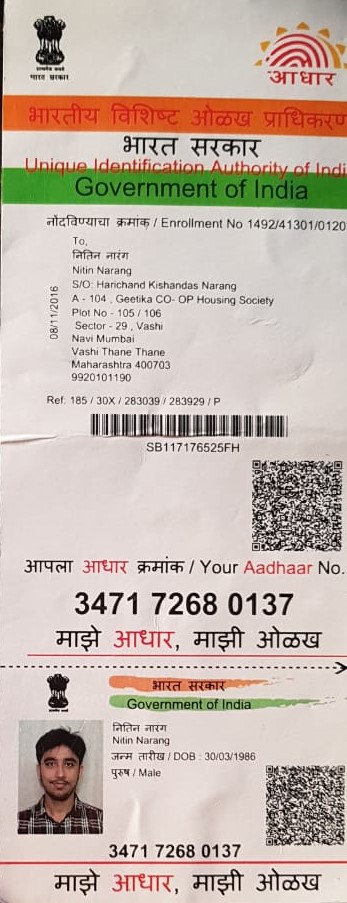 भारत सरकार
आधार
भारतीय विशिष्ट ओळख प्राधिकरण
भारत सरकार
Unique Identification Authority of Indi
Government of India
नोंदविण्याचा क्रमांक / Enrollment No 1492/41301/0120
To,
नितिन नारंग
Nitin Narang
S/O: Harichand Kishandas Narang
A - 104 , Geetika CO- OP Housing Society
Plot No - 105 / 106
Sector - 29 , Vashi
Navi Mumbai
Vashi Thane Thane
Maharashtra 400703
9920101190
08/11/2016
Ref: 185 / 30X / 283039 / 283929 / P
SB117176525FH
आपला आधार क्रमांक / Your Aadhaar No.
3471 7268 0137
माझे आधार, माझी ओळख
भारत सरकार
Government of India
नितिन नारंग
Nitin Narang
जन्म तारीख / DOB : 30/03/1986
पुरुष / Male
3471 7268 0137
माझे आधार, माझी ओळख